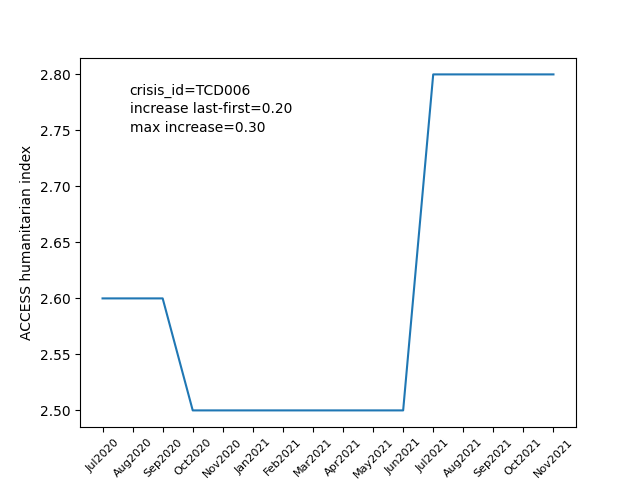 crisis_id=TCD006
increase last-first=0.20
max increase=0.30
ACCESS humanitarian index
2.80
2.75
2.70
2.65
2.60
2.55
2.50
Jul2020
Aug2020
Sep2020
Oct2020
Nov2020
Jan2021
Feb2021
Mar2021
Apr2021
May2021
Jun2021
Jul2021
Aug2021
Sep2021
Oct2021
Nov2021